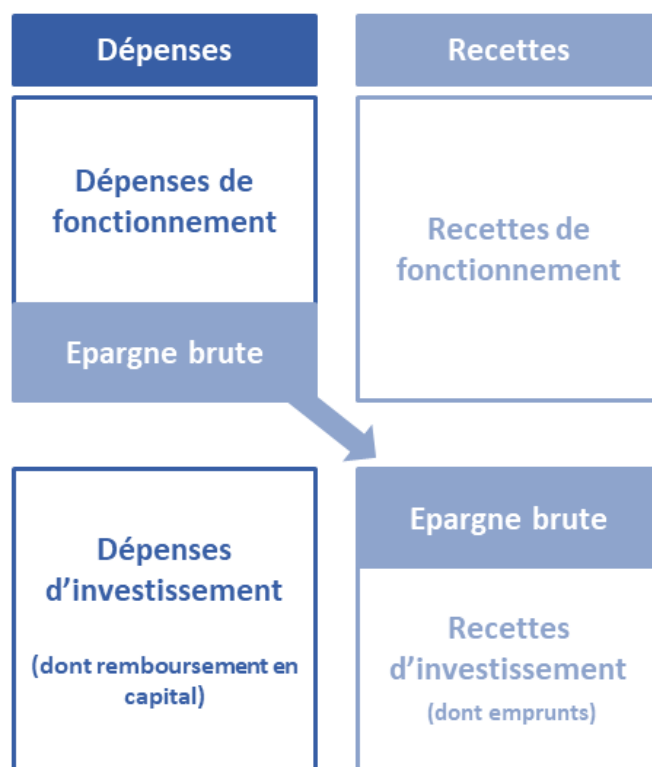 Dépenses
Recettes
Dépenses de
fonctionnement
Recettes de
fonctionnement
Epargne brute
Epargne brute
Dépenses
d’investissement
(dont remboursement en
capital)
Recettes
d’investissement
(dont emprunts)